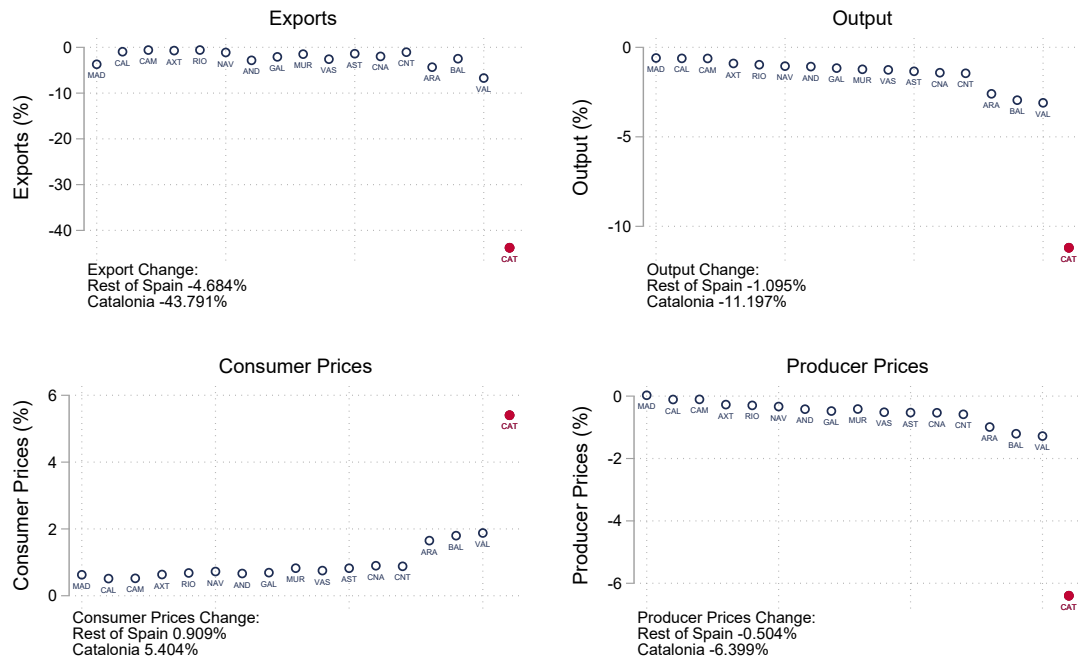 Exports
Exports (%)
0
-10
-20
-30
-40
MAD CAL CAM AXT RIO NAV AND GAL MUR VAS AST CNA CNT ARA BAL VAL CAT
Export Change:
Rest of Spain -4.684%
Catalonia -43.791%
Output
Output (%)
0
-5
-10
MAD CAL CAM AXT RIO NAV AND GAL MUR VAS AST CNA CNT ARA BAL VAL CAT
Output Change:
Rest of Spain -1.095%
Catalonia -11.197%
Consumer Prices
Consumer Prices (%)
6
4
2
0
MAD CAL CAM AXT RIO NAV AND GAL MUR VAS AST CNA CNT ARA BAL VAL CAT
Consumer Prices Change:
Rest of Spain 0.909%
Catalonia 5.404%
Producer Prices
Producer Prices (%)
0
-2
-4
-6
MAD CAL CAM AXT RIO NAV AND GAL MUR VAS AST CNA CNT ARA BAL VAL CAT
Producer Prices Change:
Rest of Spain -0.504%
Catalonia -6.399%